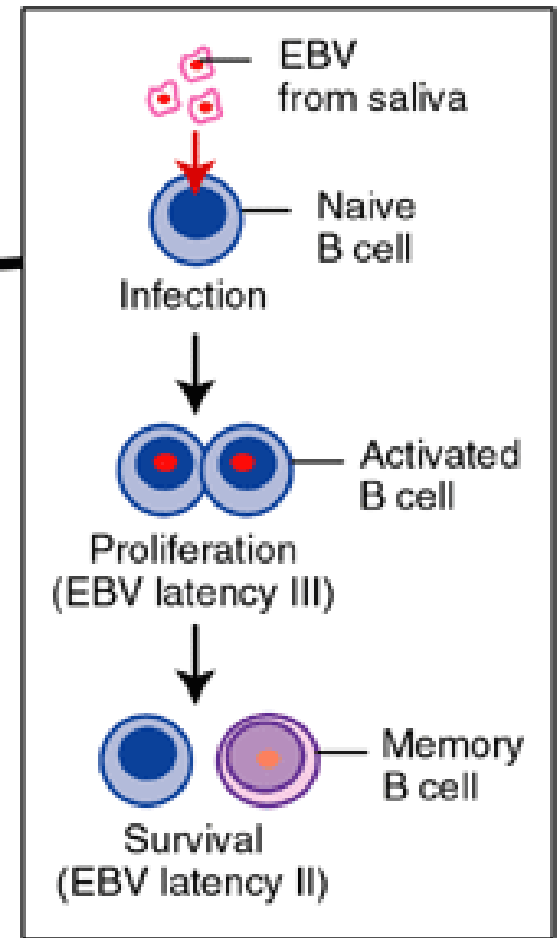 EBV
from saliva
Naive
B cell
Infection
Activated
B cell
Proliferation
(EBV latency III)
Memory
B cell
Survival
(EBV latency II)